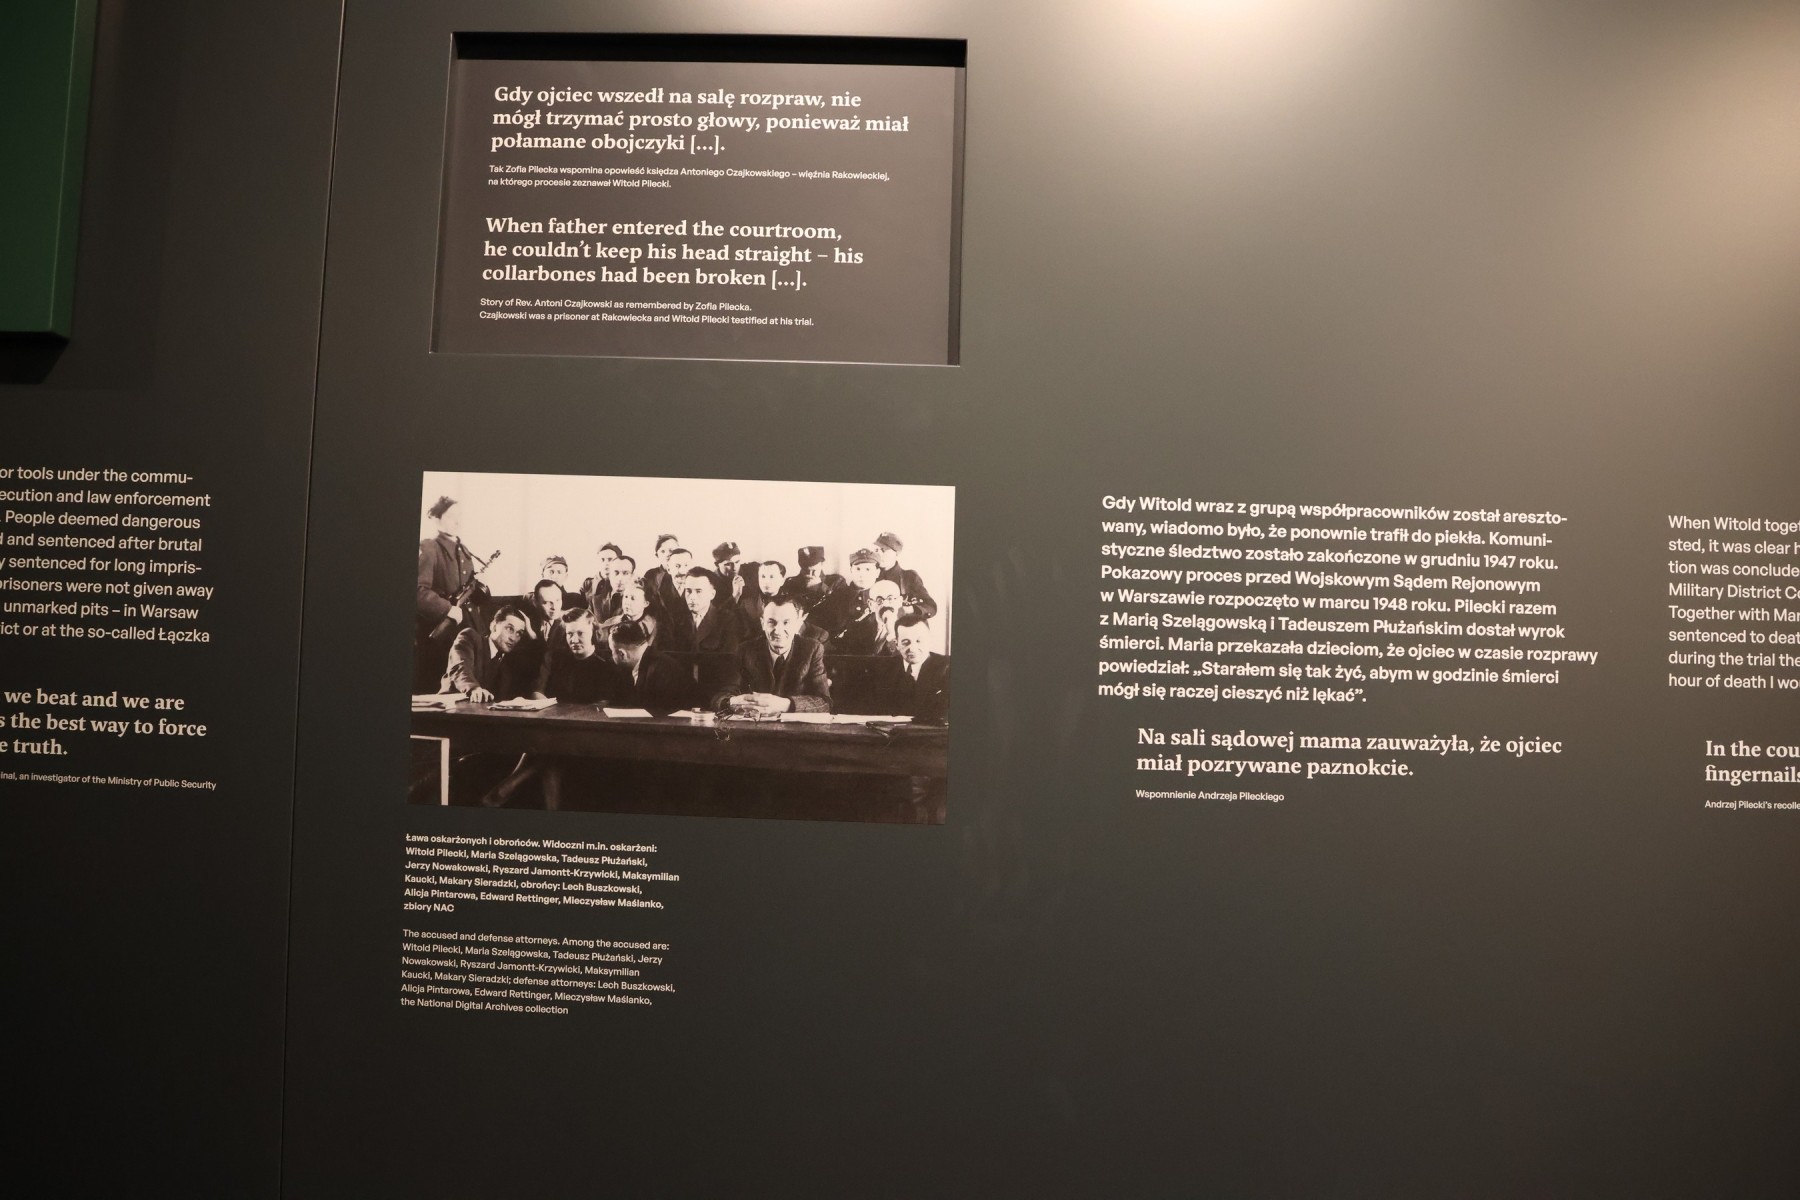 Gdy ojciec wszedł na salę rozpraw, nie
mógł trzymać prosto głowy, ponieważ miał
połamane obojczyki [...].
Tak Zofia Pilecka wspomina opowieść księdza Antoniego Czajkowskiego – więźnia Rakowieckiej,
na którego procesie zeznawał Witold Pilecki.
When father entered the courtroom,
he couldn't keep his head straight – his
collarbones had been broken [...].
Story of Rev. Antoni Czajkowski as remembered by Zofia Pilecka.
Czajkowski was a prisoner at Rakowiecka and Witold Pilecki testified at his trial.
or tools under the commu-
ecution and law enforcement
. People deemed dangerous
d and sentenced after brutal
y sentenced for long impris-
prisoners were not given away
unmarked pits – in Warsaw
ict or at the so-called Łączka
we beat and we are
s the best way to force
e truth.
inal, an investigator of the Ministry of Public Security
Ława oskarżonych i obrońców. Widoczni m.in. oskarżeni:
Witold Pilecki, Maria Szelągowska, Tadeusz Płużański,
Jerzy Nowakowski, Ryszard Jamontt-Krzywicki, Maksymilian
Kaucki, Makary Sieradzki, obrońcy: Lech Buszkowski,
Alicja Pintarowa, Edward Rettinger, Mieczysław Maślanko,
zbiory NAC
The accused and defense attorneys. Among the accused are:
Witold Pilecki, Maria Szelągowska, Tadeusz Płużański, Jerzy
Nowakowski, Ryszard Jamontt-Krzywicki, Maksymilian
Kaucki, Makary Sieradzki; defense attorneys: Lech Buszkowski,
Alicja Pintarowa, Edward Rettinger, Mieczysław Maślanko,
the National Digital Archives collection
Gdy Witold wraz z grupą współpracowników został areszto-
wany, wiadomo było, że ponownie trafił do piekła. Komuni-
styczne śledztwo zostało zakończone w grudniu 1947 roku.
Pokazowy proces przed Wojskowym Sądem Rejonowym
w Warszawie rozpoczęto w marcu 1948 roku. Pilecki razem
z Marią Szelągowską i Tadeuszem Płużańskim dostał wyrok
śmierci. Maria przekazała dzieciom, że ojciec w czasie rozprawy
powiedział: „Starałem się tak żyć, abym w godzinie śmierci
mógł się raczej cieszyć niż lękać”.
Na sali sądowej mama zauważyła, że ojciec
miał pozrywane paznokcie.
Wspomnienie Andrzeja Pileckiego
When Witold toget
sted, it was clear h
tion was conclude
Military District Co
Together with Mar
sentenced to deat
during the trial the
hour of death I wo
In the cou
fingernails
Andrzej Pilecki's recolle